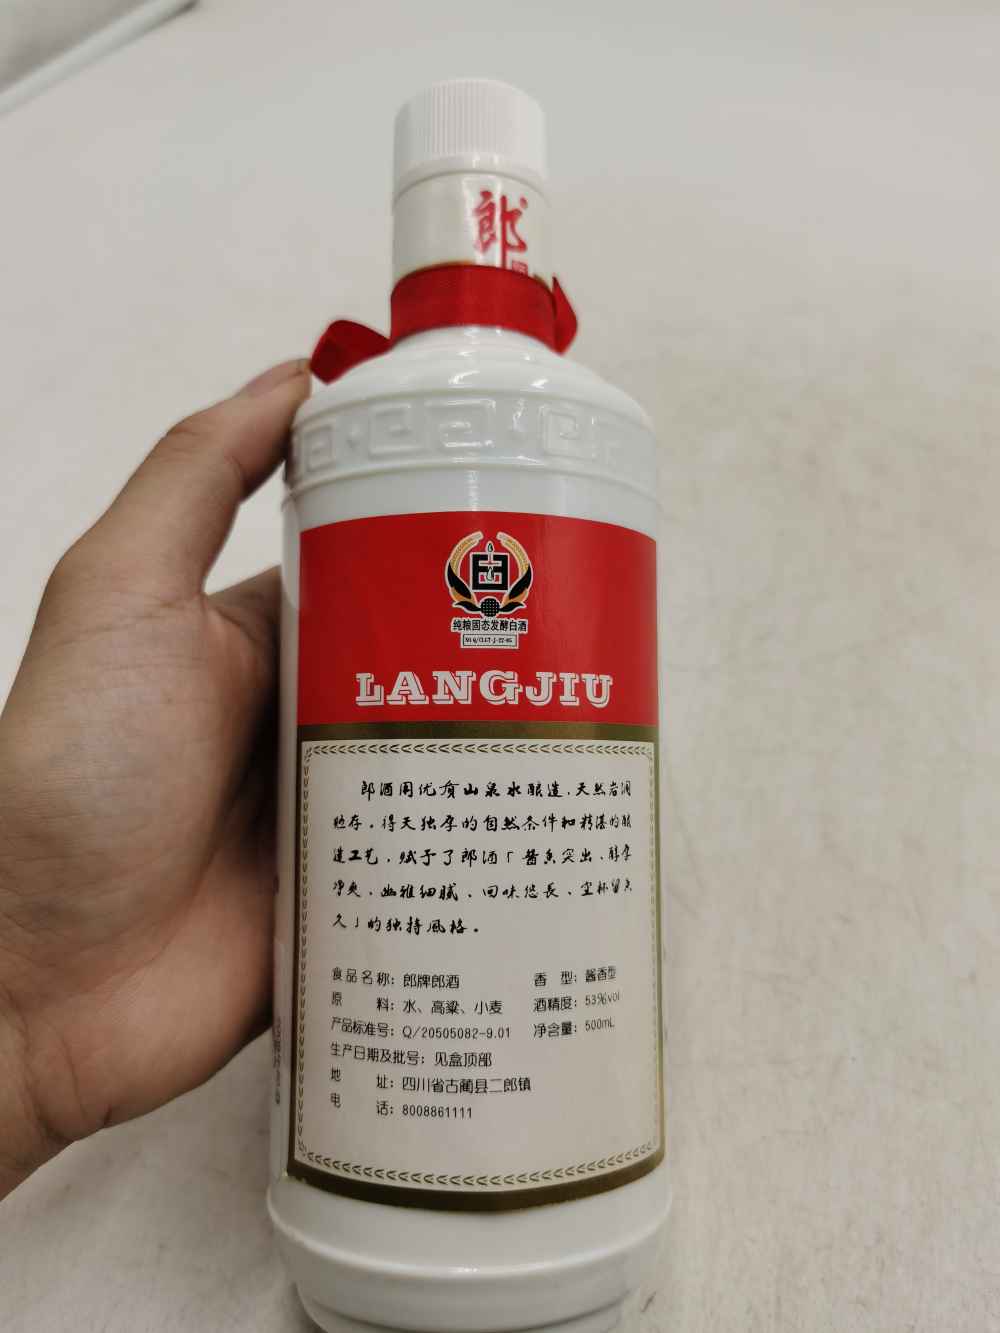 郎
纯粮固态发酵白酒
LANGJIU
郎酒用优质山泉水酿造，天然岩洞
贮存。得天独厚的自然条件和精湛的酿
造工艺，赋予了郎酒「酱香突出、醇厚
净爽、幽雅细腻、回味悠長、空杯留香
久」的独特風格。
食品名称：郎牌郎酒 香 型：酱香型
原 料：水、高粱、小麦 酒精度：53%vol
产品标准号：Q/20505082-9.01 净含量：500mL
生产日期及批号：见盒顶部
地 址：四川省古蔺县二郎镇
电 话：8008861111